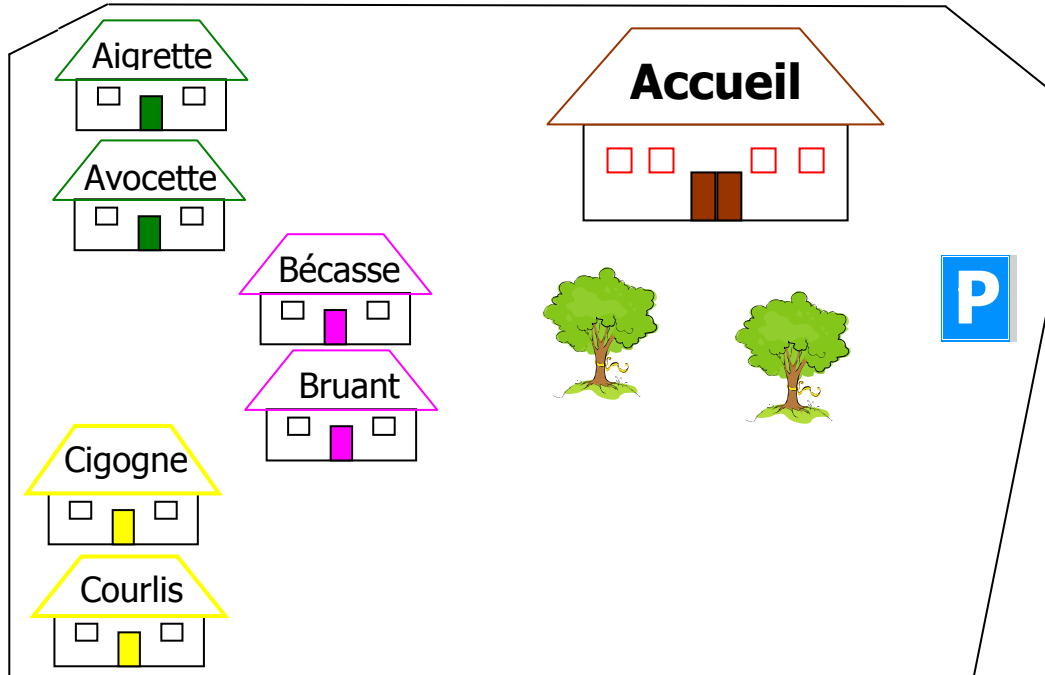 Aigrette
Accueil
Avocette
Bécasse
P
Bruant
Cigogne
Courlis